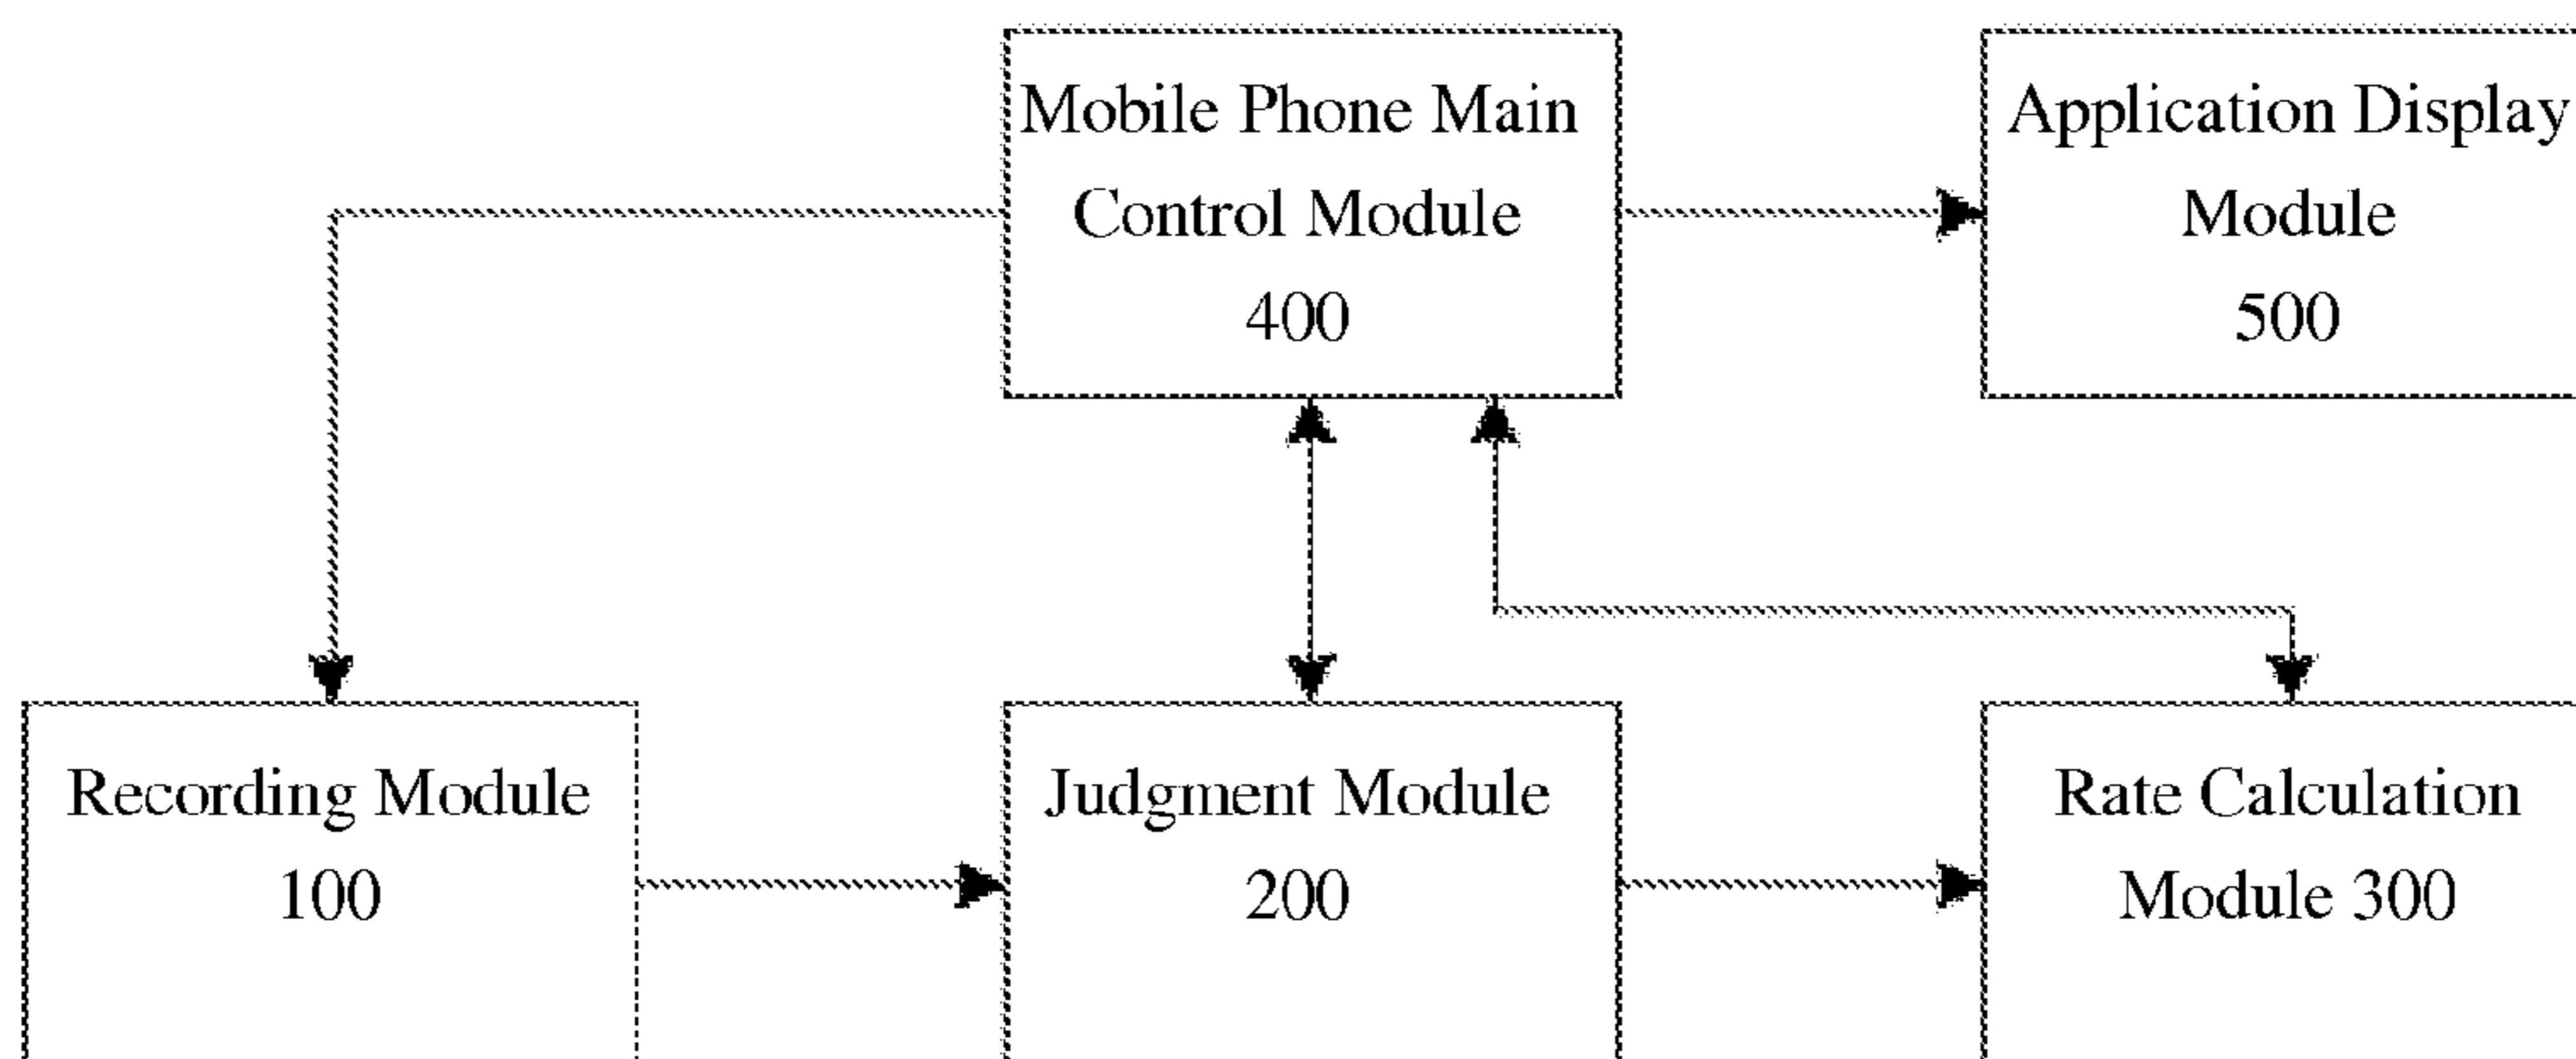 Mobile Phone Main
Control Module
400
Application Display
Module
500
Recording Module
100
Judgment Module
200
Rate Calculation
Module 300